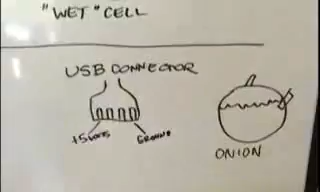 "WET" CELL
USB CONNECTOR
+5VOLTS
GROUND
ONION